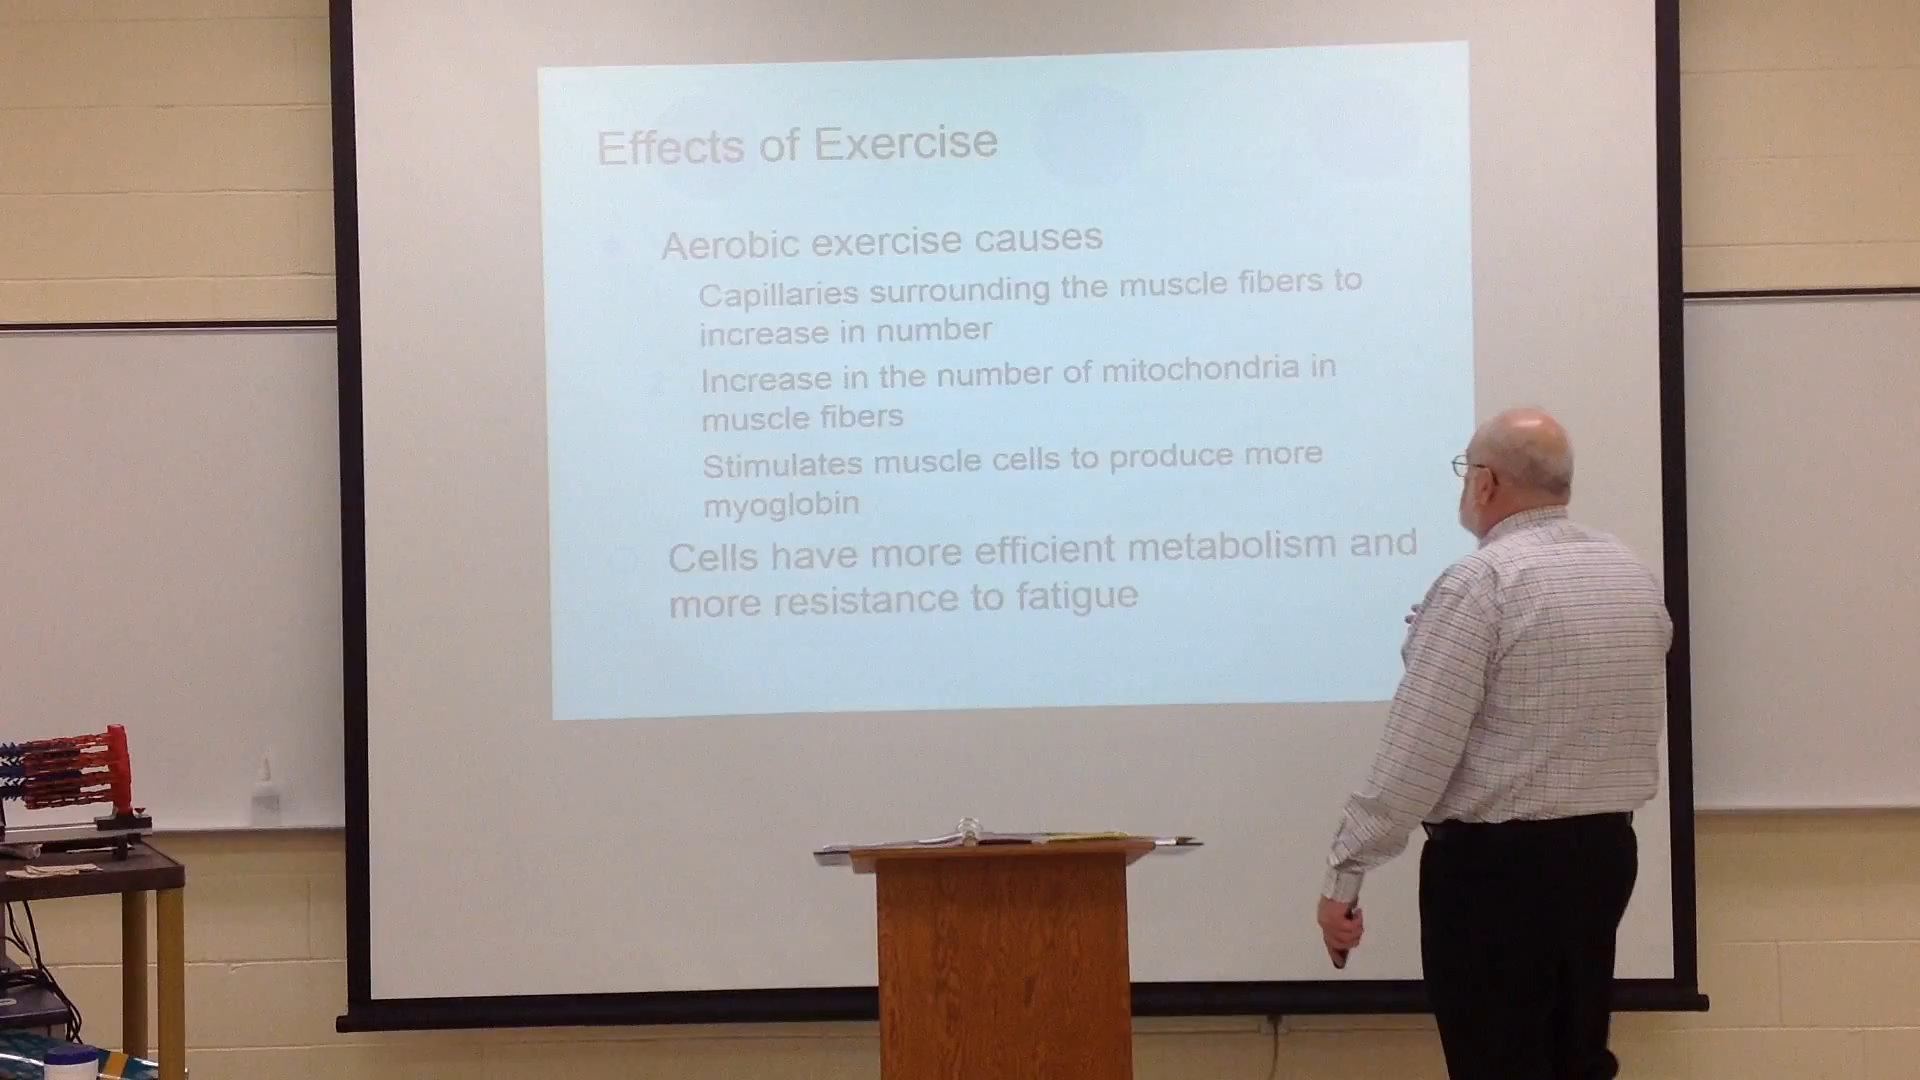 Effects of Exercise
Aerobic exercise causes
Capillaries surrounding the muscle fibers to
increase in number
2. Increase in the number of mitochondria in
muscle fibers
Stimulates muscle cells to produce more
myoglobin
Cells have more efficient metabolism and
more resistance to fatigue